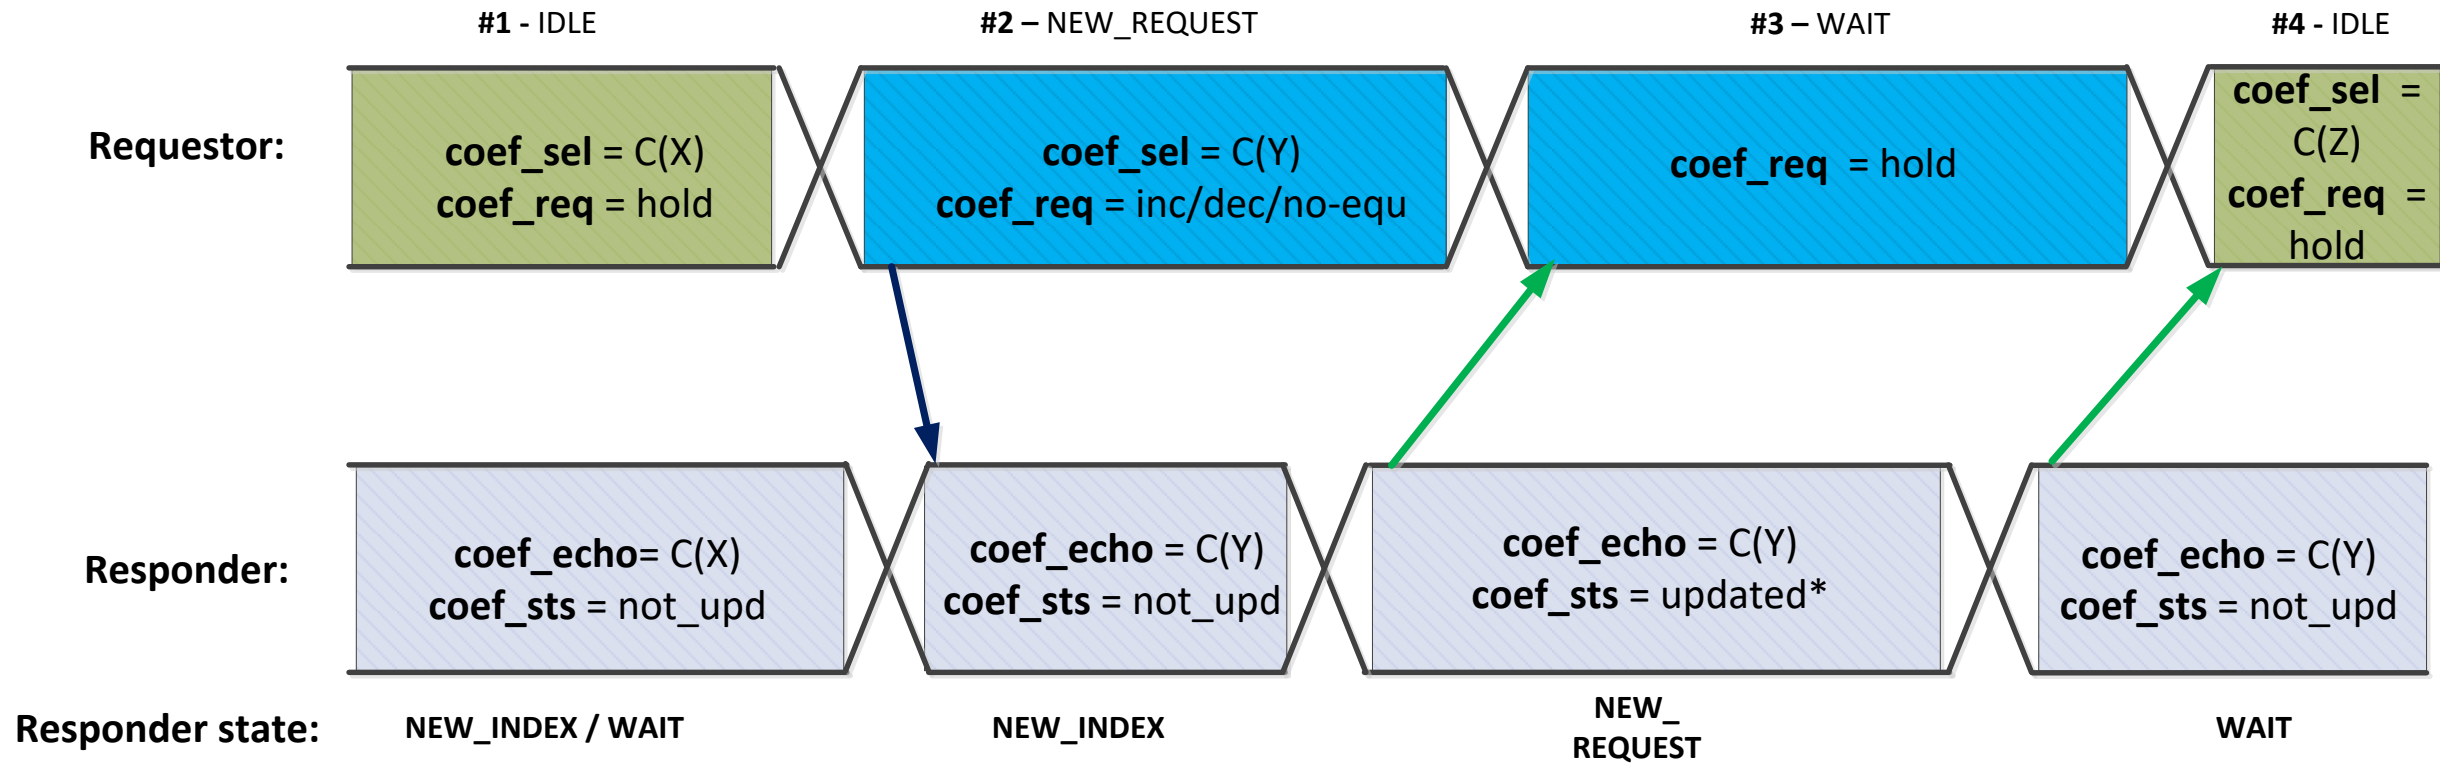 #1 - IDLE
#2 – NEW_REQUEST
#3 – WAIT
#4 - IDLE
Requestor:
coef_sel = C(X)
coef_req = hold
coef_sel = C(Y)
coef_req = inc/dec/no-equ
coef_req = hold
coef_sel =
C(Z)
coef_req =
hold
Responder:
coef_echo= C(X)
coef_sts = not_upd
coef_echo = C(Y)
coef_sts = not_upd
coef_echo = C(Y)
coef_sts = updated*
coef_echo = C(Y)
coef_sts = not_upd
Responder state:
NEW_INDEX / WAIT
NEW_INDEX
NEW_
REQUEST
WAIT